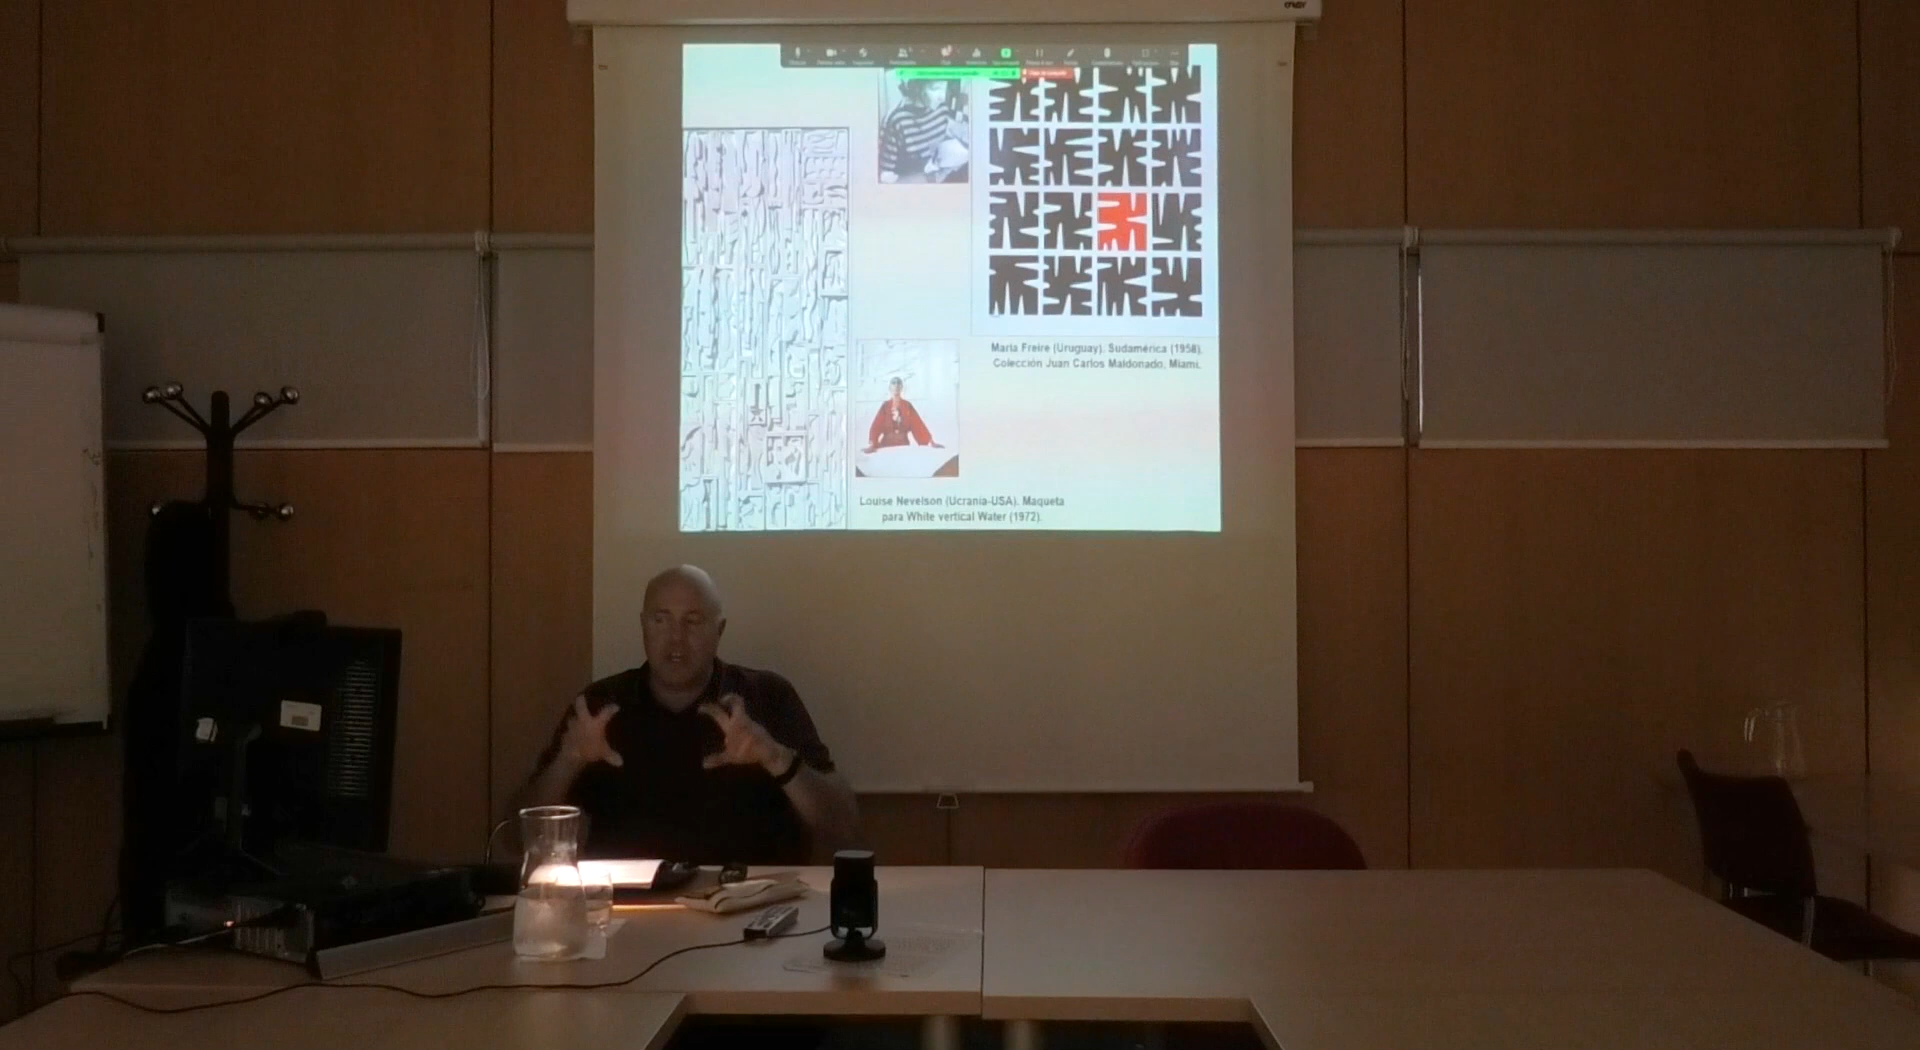 María Freire (Uruguay). Sudamérica (1958).
Colección Juan Carlos Maldonado, Miami.
Louise Nevelson (Ucrania-USA). Maqueta
para White vertical Water (1972).